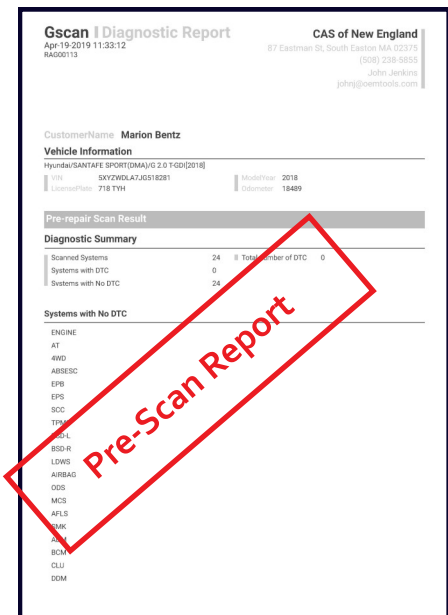 Gscan Diagnostic Report
Apr-19-2019 11:33:12
RAG00113
CAS of New England
87 Eastman St, South Easton MA 02375
(508) 238-5855
John Jenkins
johnj@oemtools.com
CustomerName Marion Bentz
Vehicle Information
Hyundai/SANTAFE SPORT(DMA)/G 2.0 T-GDI[2018]
VIN 5XYZWDLA7JG518281 ModelYear 2018
LicensePlate 718 TYH Odometer 18489
Pre-repair Scan Result
Diagnostic Summary
Scanned Systems 24 Total Number of DTC 0
Systems with DTC 0
Systems with No DTC 24
Systems with No DTC
ENGINE
AT
4WD
ABSESC
EPB
EPS
SCC
BSD-R
LDWS
AIRBAG
ODS
MCS
AFLS
BCM
CLU
DDM
Pre-Scan Report